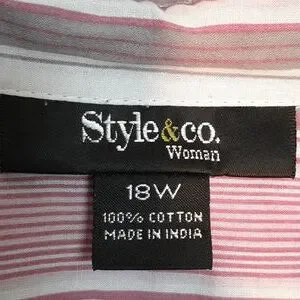 Style&co.
Woman
18W
100% COTTON
MADE IN INDIA